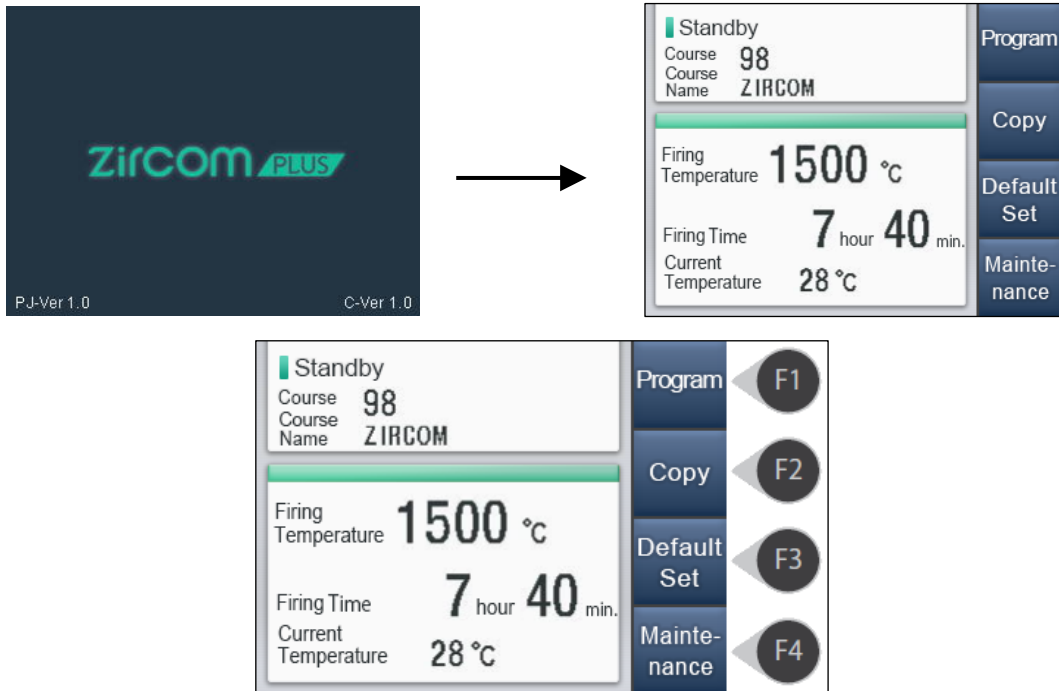 zircom PLUS
PJ-Ver 1.0
C-Ver 1.0
Standby
Course 98
Course Name ZIRCOM
Firing Temperature 1500 °C
Firing Time 7 hour 40 min.
Current Temperature 28 °C
Program
Copy
Default
Set
Mainte-
nance
Standby
Course 98
Course Name ZIRCOM
Firing Temperature 1500 °C
Firing Time 7 hour 40 min.
Current Temperature 28 °C
Program F1
Copy F2
Default
Set F3
Mainte-
nance F4